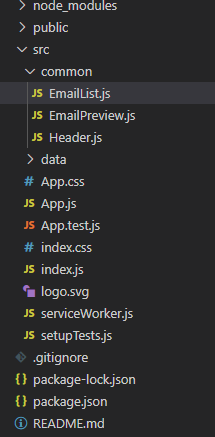 node_modules
public
src
common
JS EmailList.js
JS EmailPreview.js
JS Header.js
data
# App.css
JS App.js
JS App.test.js
# index.css
JS index.js
logo.svg
JS serviceWorker.js
JS setupTests.js
.gitignore
{} package-lock.json
{} package.json
README.md